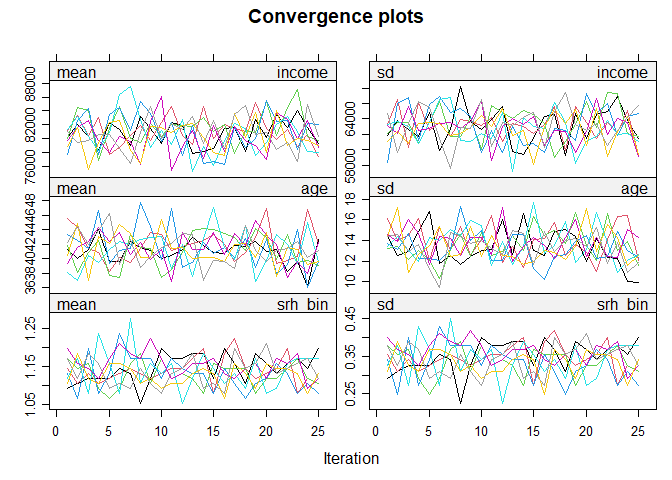 Convergence plots
mean income
sd income
88000
82000
76000
64000
58000
mean age
sd age
48
46
44
42
40
38
36
18
16
14
12
10
mean srh_bin
sd srh_bin
1.25
1.15
1.05
0.45
0.35
0.25
0 5 10 15 20 25
0 5 10 15 20 25
Iteration